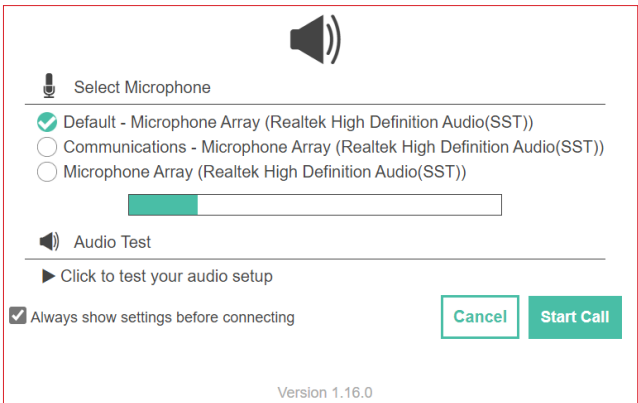 Select Microphone
Default - Microphone Array (Realtek High Definition Audio(SST))
Communications - Microphone Array (Realtek High Definition Audio(SST))
Microphone Array (Realtek High Definition Audio(SST))
Audio Test
Click to test your audio setup
Always show settings before connecting
Cancel
Start Call
Version 1.16.0